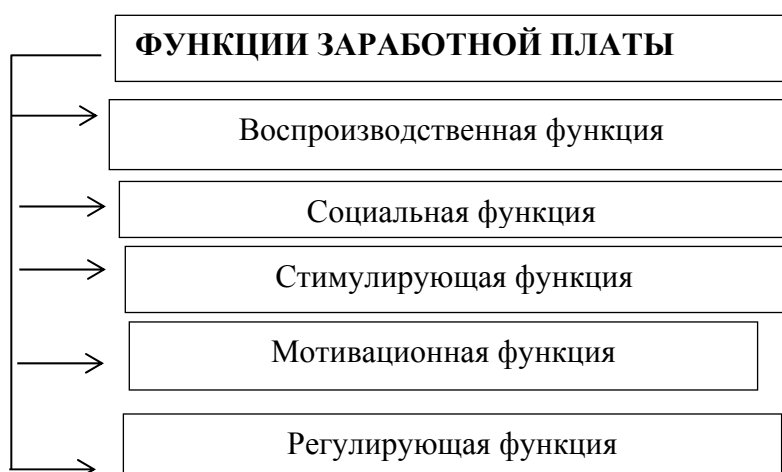 ФУНКЦИИ ЗАРАБОТНОЙ ПЛАТЫ
Воспроизводственная функция
Социальная функция
Стимулирующая функция
Мотивационная функция
Регулирующая функция